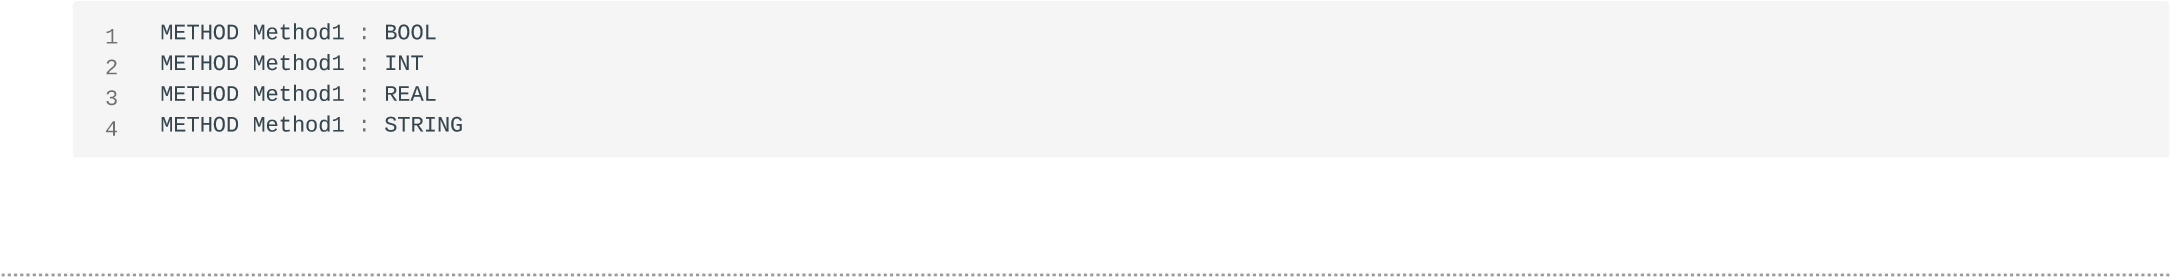 1 METHOD Method1 : BOOL
2 METHOD Method1 : INT
3 METHOD Method1 : REAL
4 METHOD Method1 : STRING